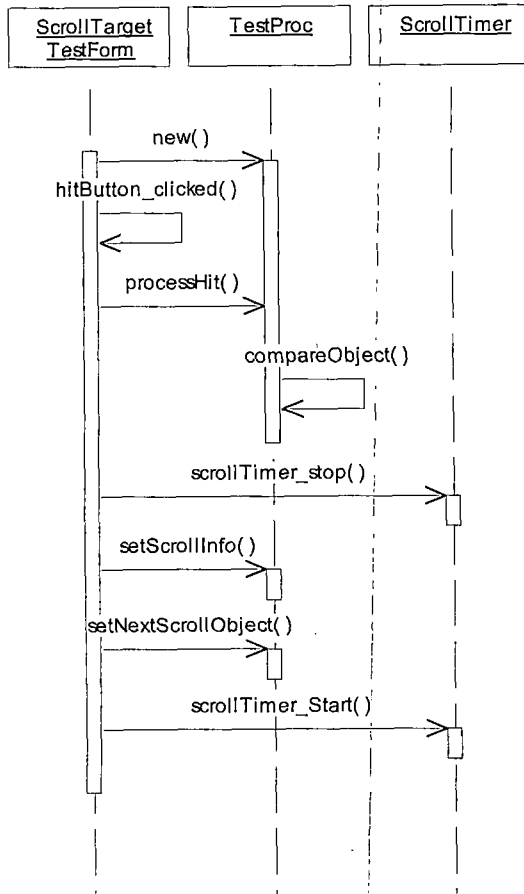 ScrollTarget
TestForm
TestProc
ScrollTimer
new()
hitButton_clicked()
processHit()
compareObject()
scrollTimer_stop()
setScrollInfo()
setNextScrollObject()
scrollTimer_Start()